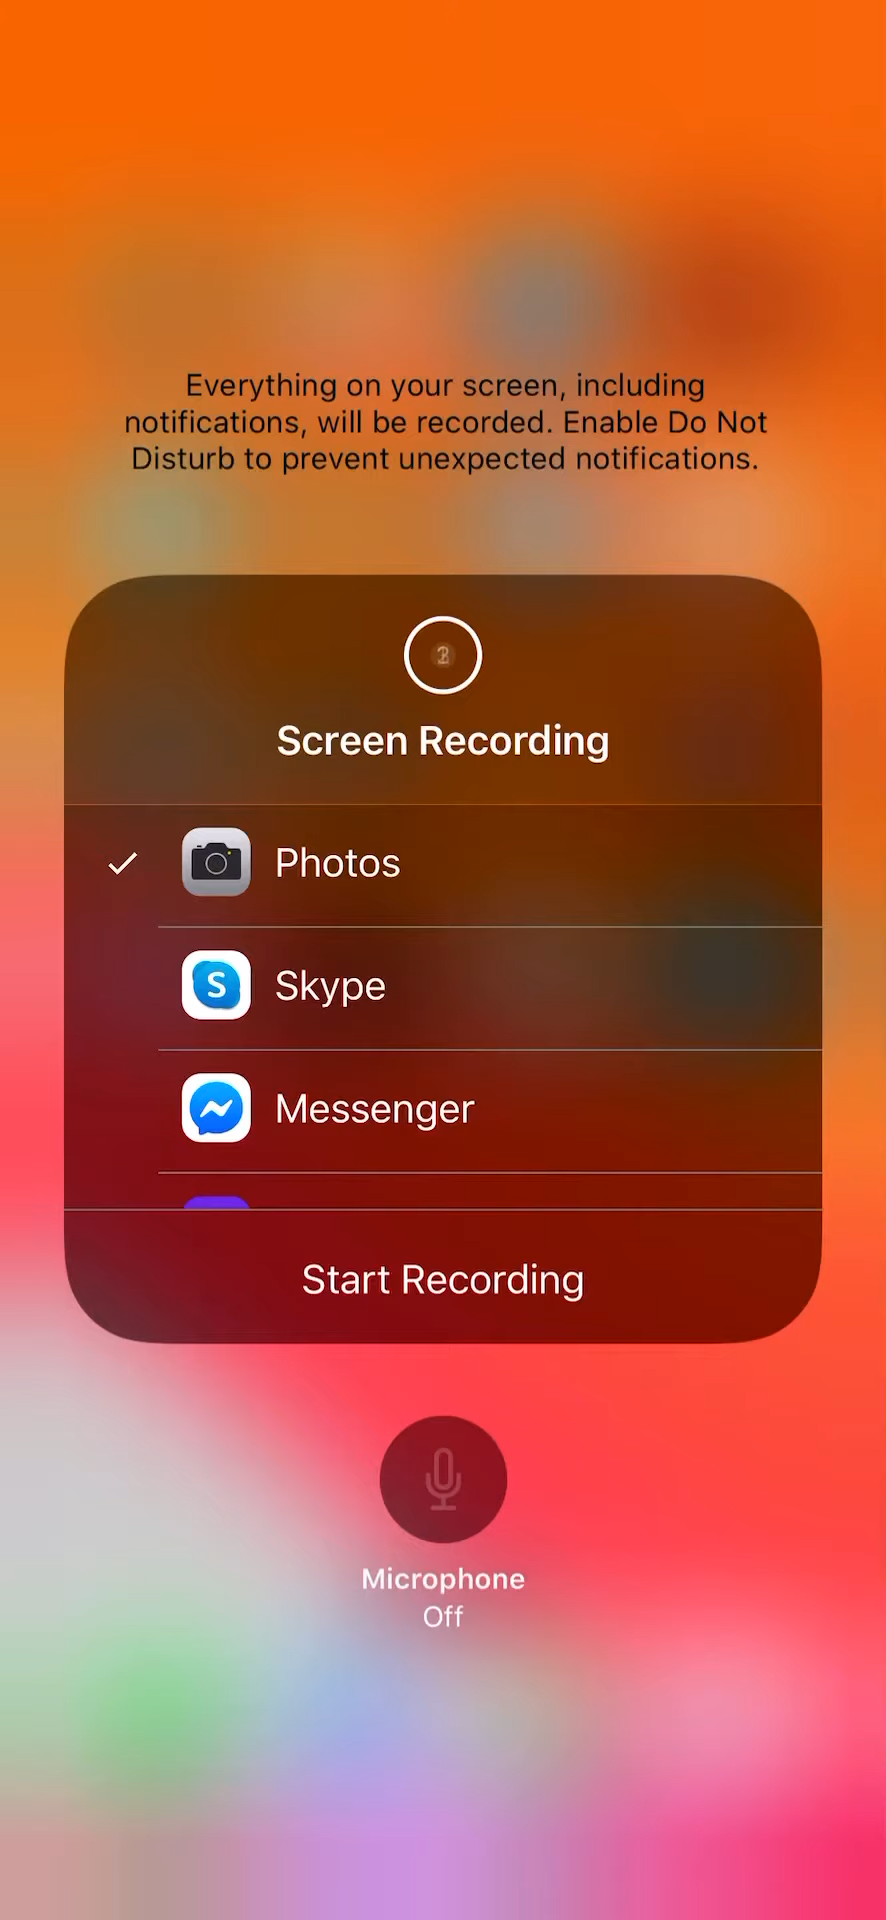 Everything on your screen, including
notifications, will be recorded. Enable Do Not
Disturb to prevent unexpected notifications.
Screen Recording
Photos
S
Skype
Messenger
Start Recording
Microphone
Off